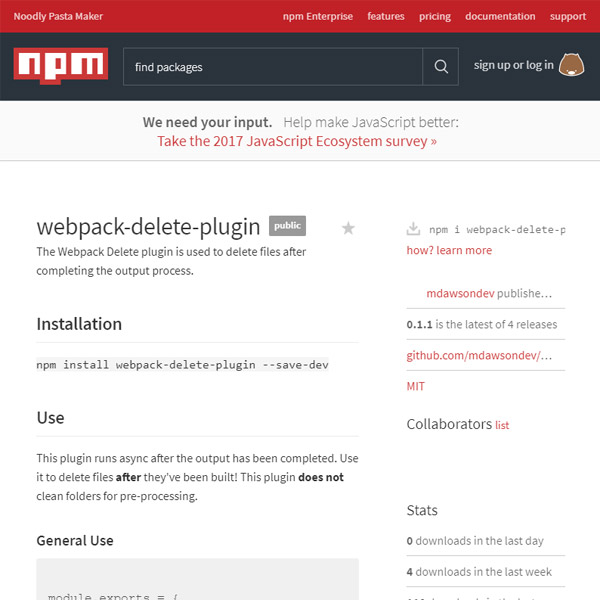 Noodly Pasta Maker
npm Enterprise features pricing documentation support
npm
find packages
sign up or log in
We need your input. Help make JavaScript better:
Take the 2017 JavaScript Ecosystem survey »
webpack-delete-plugin public
The Webpack Delete plugin is used to delete files after
completing the output process.
Installation
npm install webpack-delete-plugin --save-dev
Use
This plugin runs async after the output has been completed. Use
it to delete files after they've been built! This plugin does not
clean folders for pre-processing.
General Use
module.exports = {
npm i webpack-delete-p
how? learn more
mdawsondev publishe…
0.1.1 is the latest of 4 releases
github.com/mdawsondev/…
MIT
Collaborators list
Stats
0 downloads in the last day
4 downloads in the last week
downloads in the last